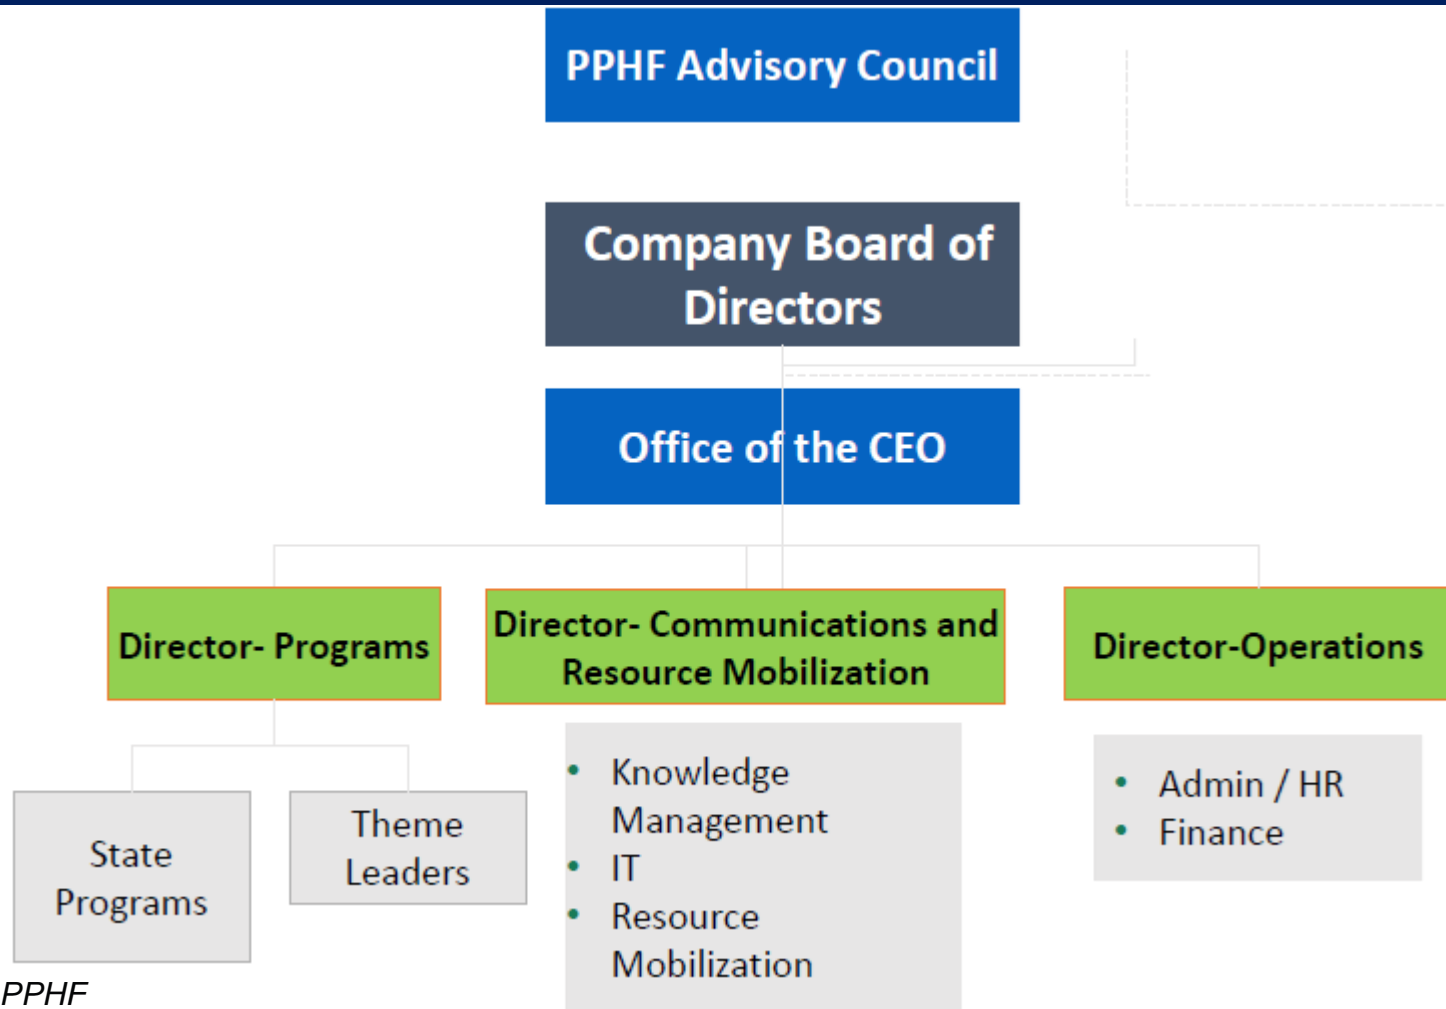 PPHF Advisory Council
Company Board of
Directors
Office of the CEO
Director- Programs
Director- Communications and
Resource Mobilization
Director-Operations
State
Programs
Theme
Leaders
• Knowledge
Management
• IT
• Resource
Mobilization
• Admin / HR
• Finance
PPHF